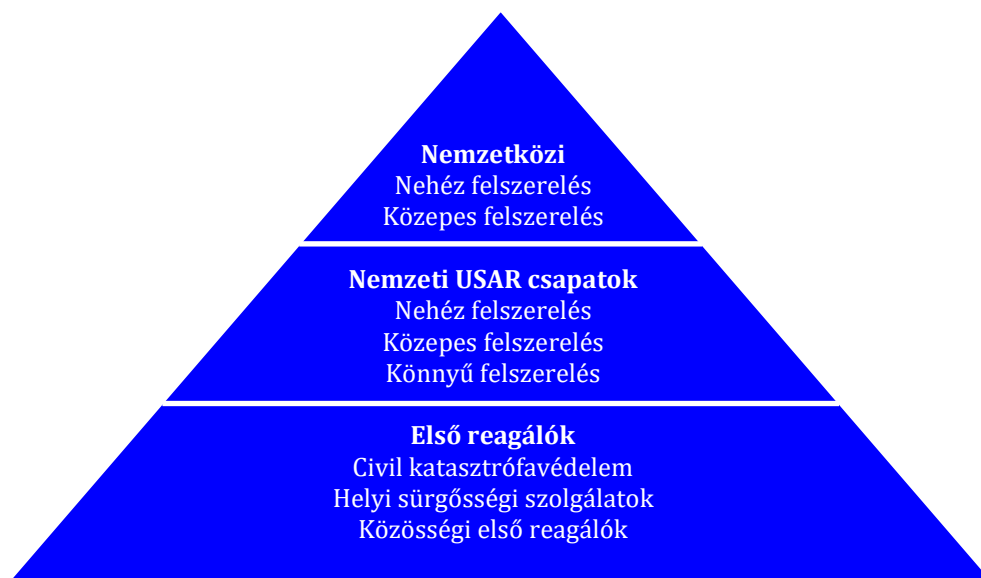 Nemzetközi
Nehéz felszerelés
Közepes felszerelés
Nemzeti USAR csapatok
Nehéz felszerelés
Közepes felszerelés
Könnyű felszerelés
Első reagálók
Civil katasztrófavédelem
Helyi sürgősségi szolgálatok
Közösségi első reagálók